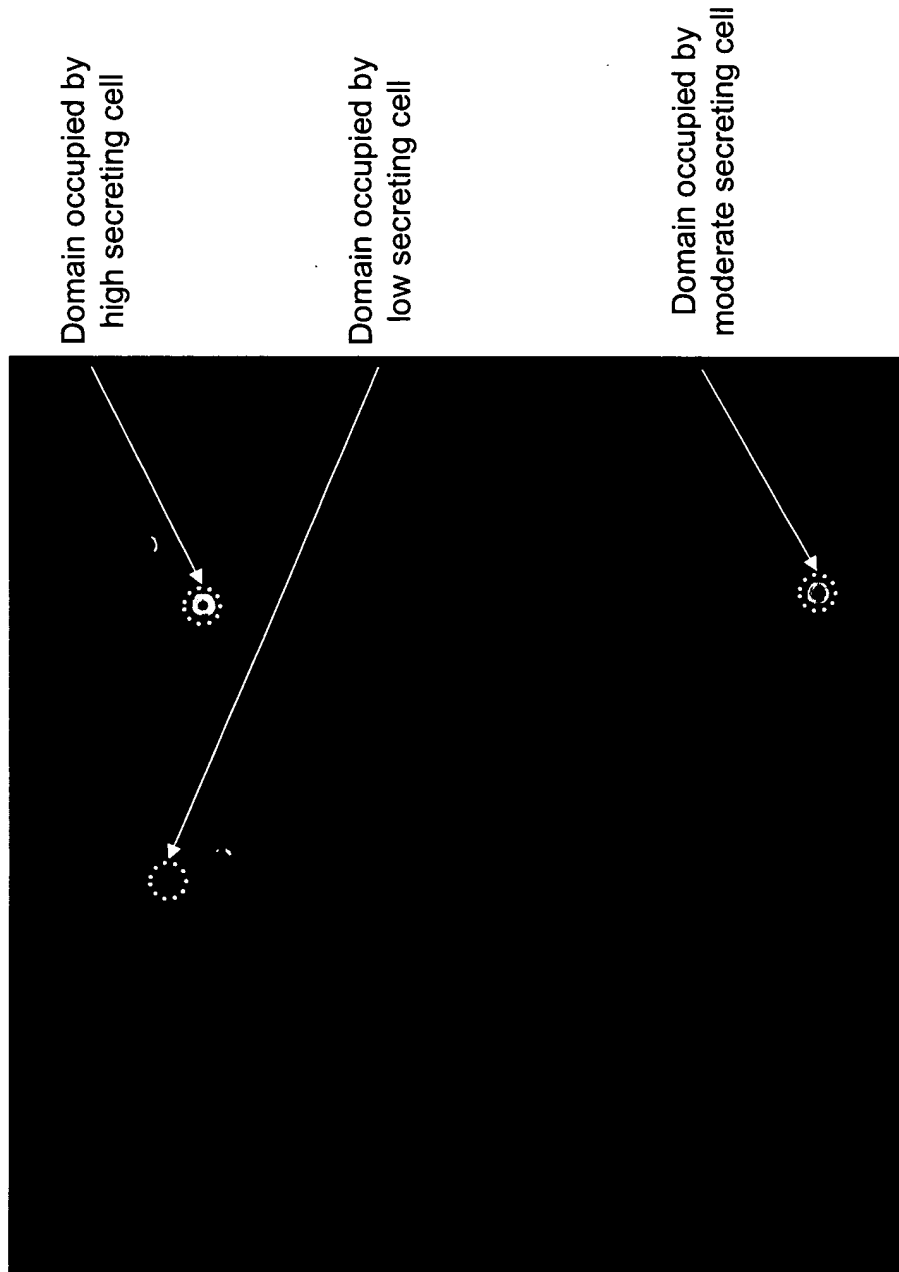 Domain occupied by
high secreting cell
Domain occupied by
low secreting cell
Domain occupied by
moderate secreting cell